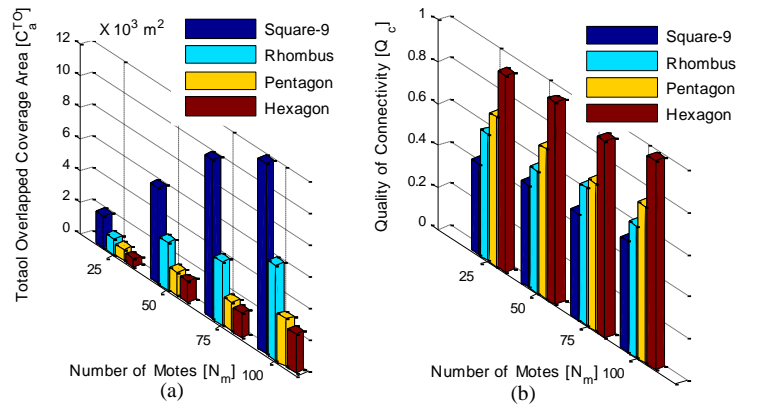 X 10³ m²
Square-9
Rhombus
Pentagon
Hexagon
Totaol Overlapped Coverage Area [C_a^TO]
12
10
8
6
4
2
0
25
50
75
100
Number of Motes [N_m]
(a)
Square-9
Rhombus
Pentagon
Hexagon
Quality of Connectivity [Q_c]
1
0.8
0.6
0.4
0.2
0
25
50
75
100
Number of Motes [N_m]
(b)